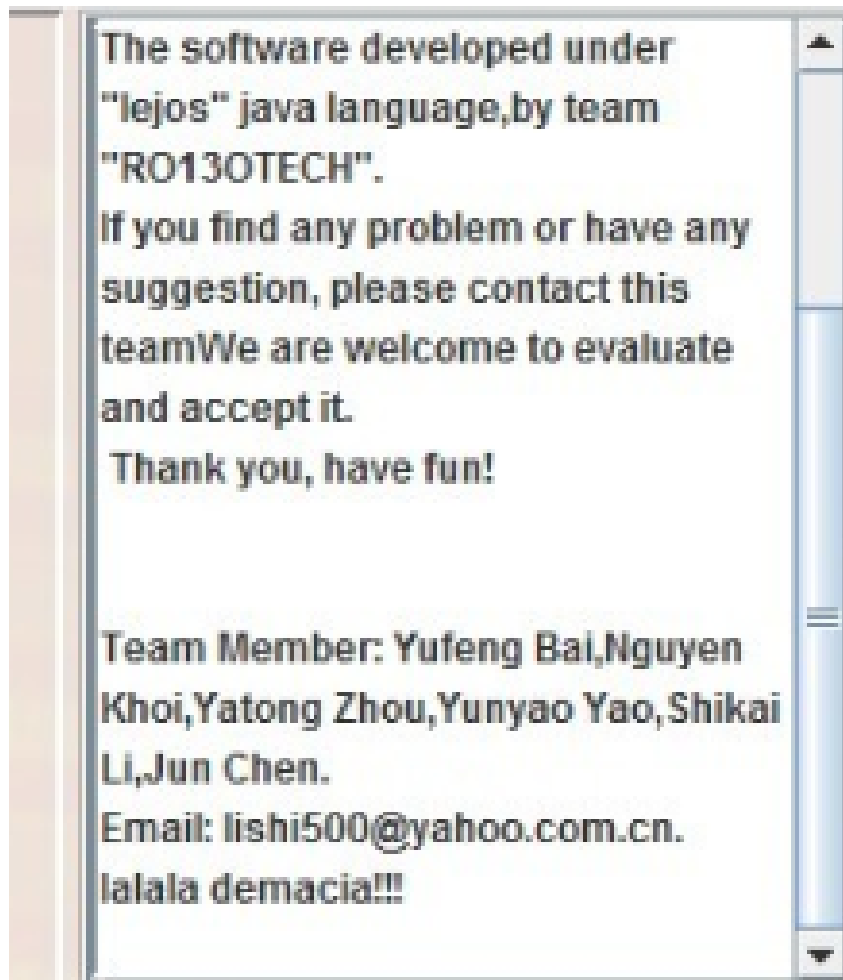 The software developed under
"lejos" java language,by team
"RO13OTECH".
If you find any problem or have any
suggestion, please contact this
teamWe are welcome to evaluate
and accept it.
Thank you, have fun!
Team Member: Yufeng Bai,Nguyen
Khoi,Yatong Zhou,Yunyao Yao,Shikai
Li,Jun Chen.
Email: lishi500@yahoo.com.cn.
lalala demacia!!!